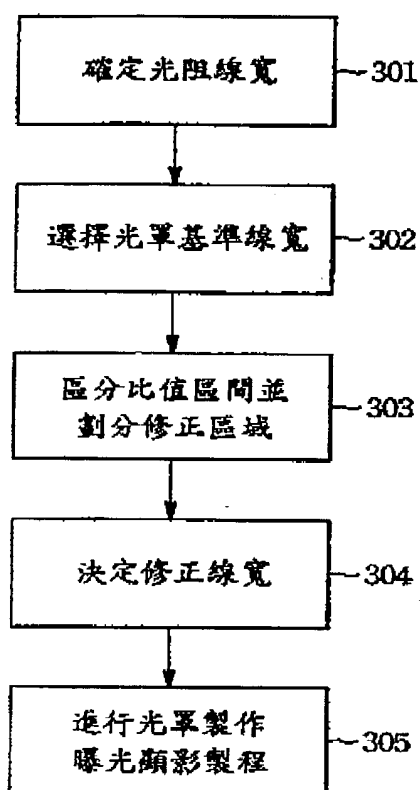 確定光阻線寬
301
選擇光罩基準線寬
302
區分比值區間並
劃分修正區域
303
決定修正線寬
304
進行光罩製作
曝光顯影製程
305